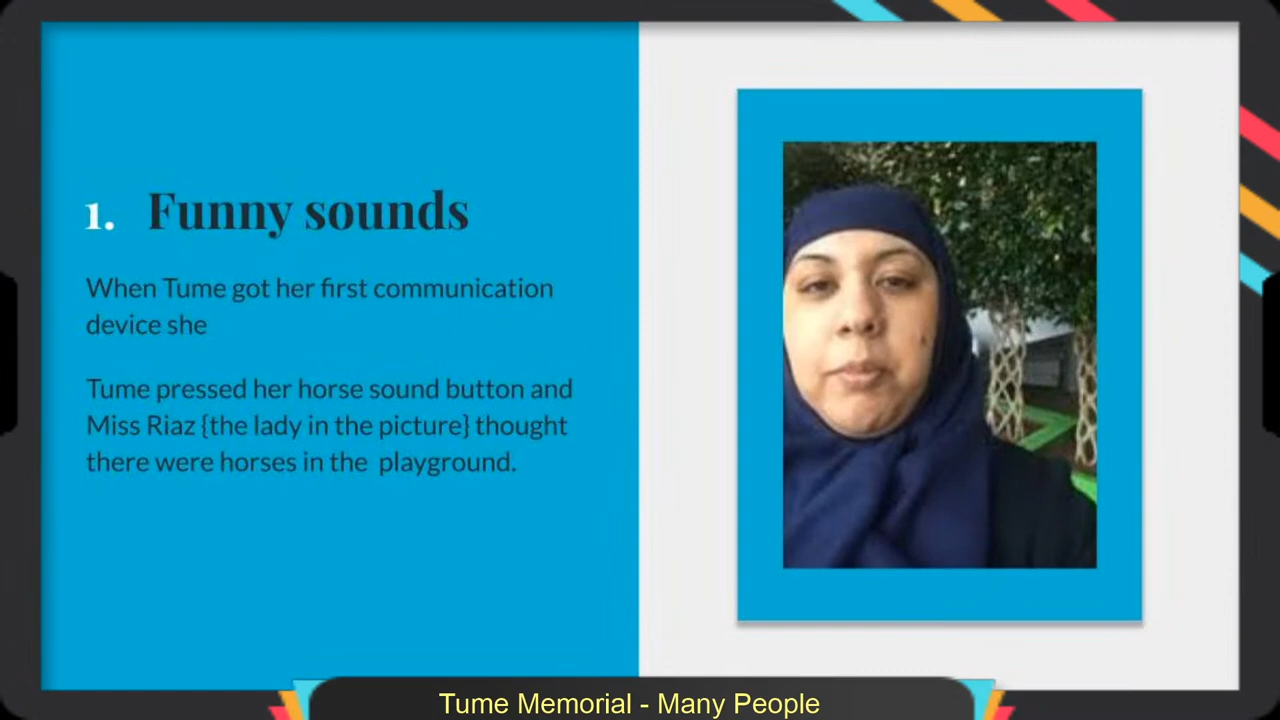 1. Funny sounds
When Tume got her first communication
device she
Tume pressed her horse sound button and
Miss Riaz {the lady in the picture} thought
there were horses in the  playground.
Tume Memorial - Many People